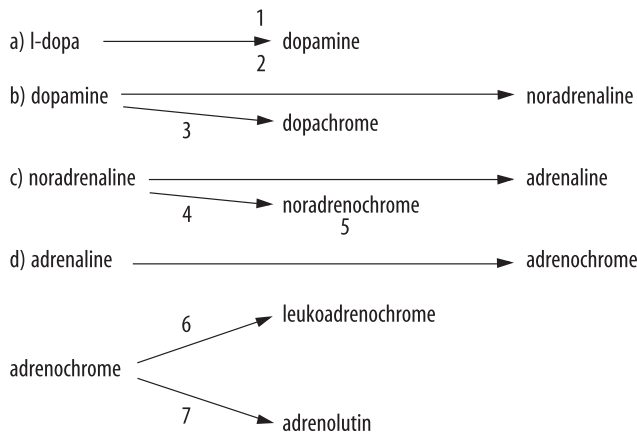 1
a) l-dopa dopamine
2
b) dopamine noradrenaline
3 dopachrome
c) noradrenaline adrenaline
4 noradrenochrome
5
d) adrenaline adrenochrome
6 leukoadrenochrome
adrenochrome
7 adrenolutin